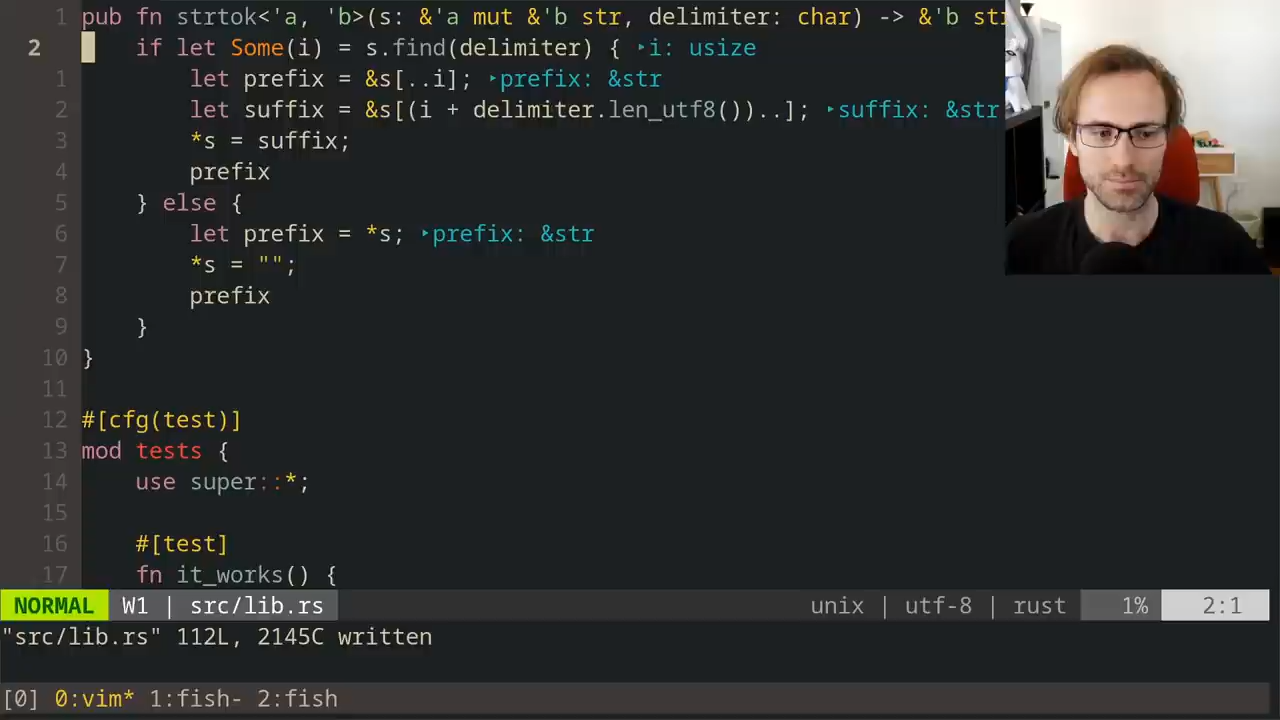 1 pub fn strtok<'a, 'b>(s: &'a mut &'b str, delimiter: char) -> &'b str
2 if let Some(i) = s.find(delimiter) { ‣i: usize
1 let prefix = &s[..i]; ‣prefix: &str
2 let suffix = &s[(i + delimiter.len_utf8())..]; ‣suffix: &str
3 *s = suffix;
4 prefix
5 } else {
6 let prefix = *s; ‣prefix: &str
7 *s = "";
8 prefix
9 }
10 }
11
12 #[cfg(test)]
13 mod tests {
14 use super::*;
15
16 #[test]
17 fn it_works() {
NORMAL W1 | src/lib.rs unix | utf-8 | rust 1% 2:1
"src/lib.rs" 112L, 2145C written
[0] 0:vim* 1:fish- 2:fish